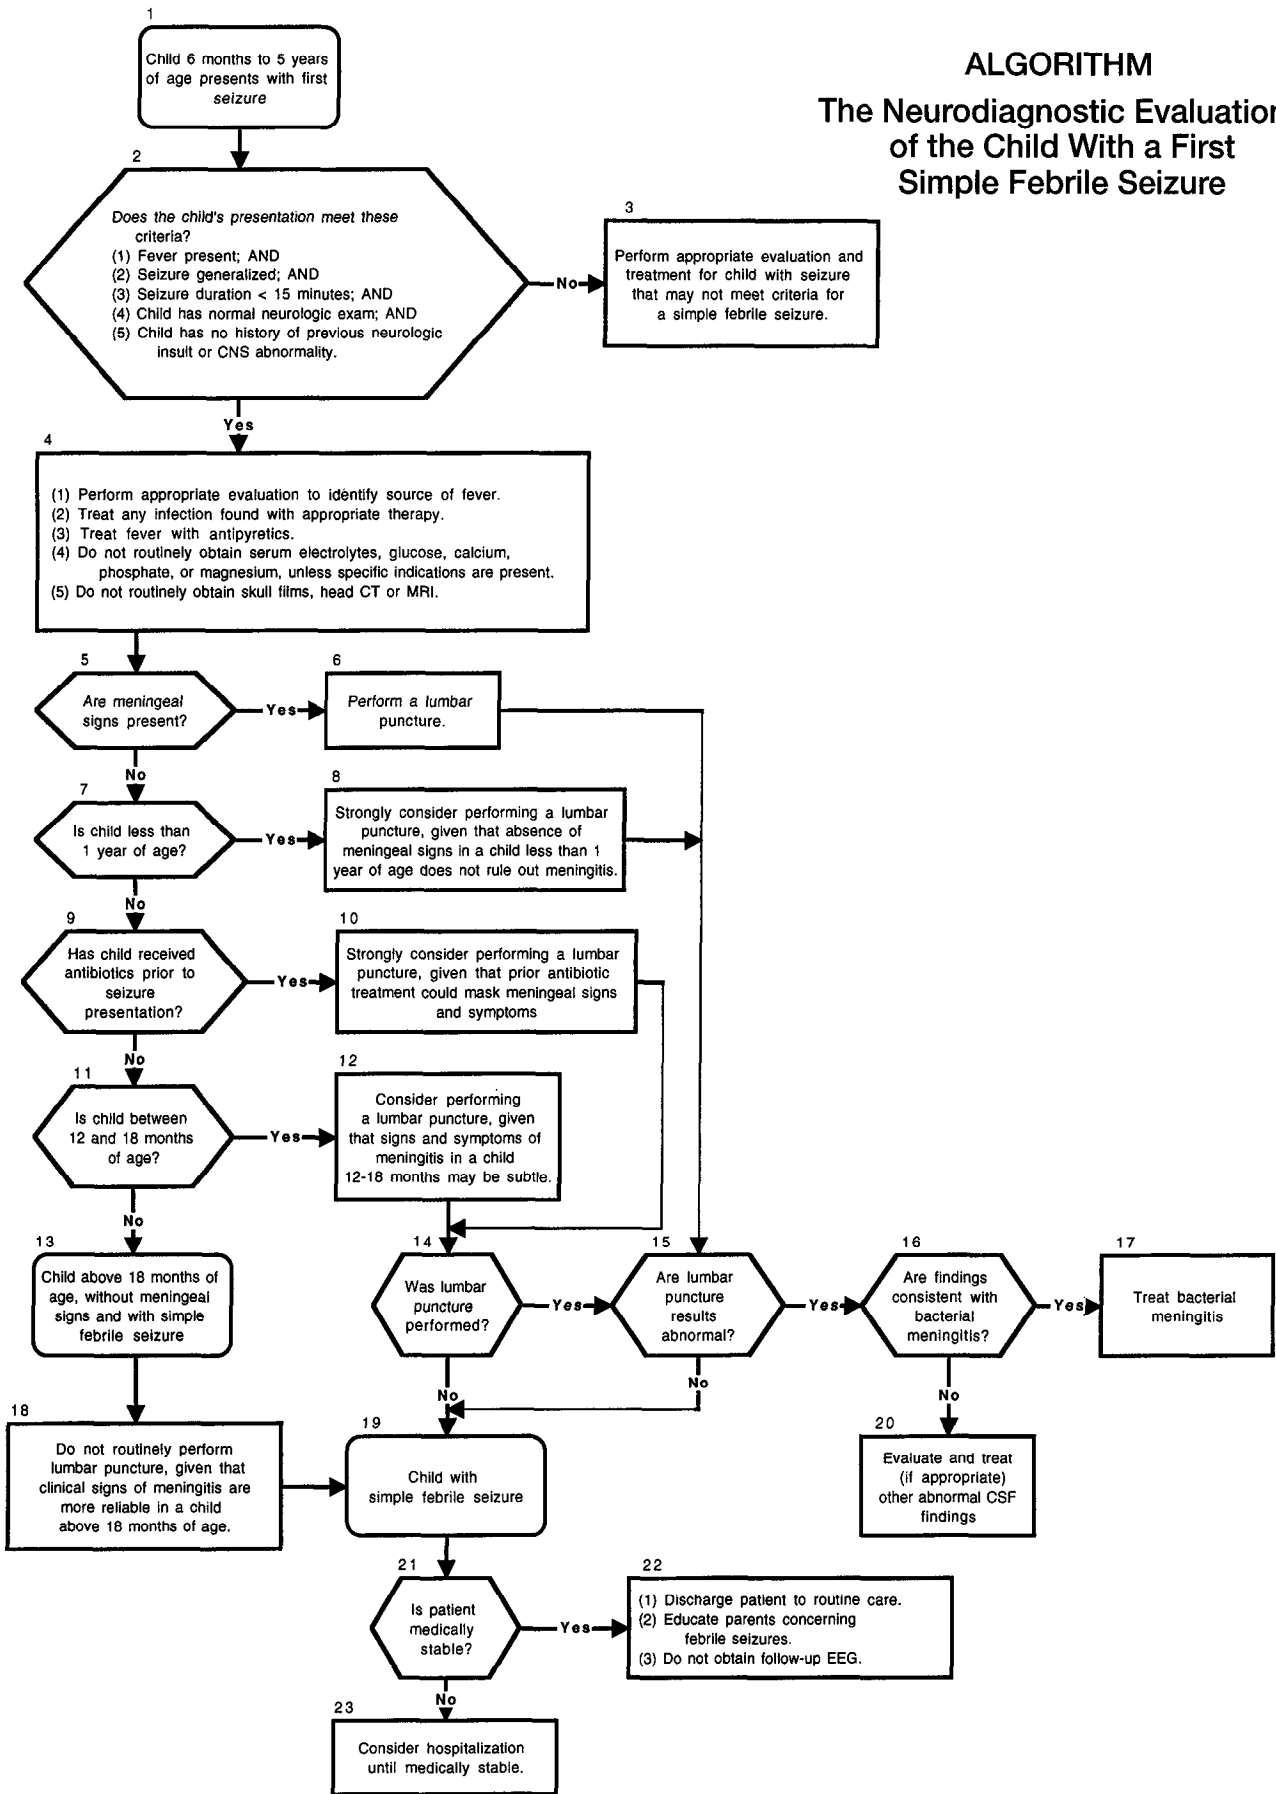 ALGORITHM
The Neurodiagnostic Evaluation
of the Child With a First
Simple Febrile Seizure
1
Child 6 months to 5 years
of age presents with first
seizure
2
Does the child's presentation meet these
criteria?
(1) Fever present; AND
(2) Seizure generalized; AND
(3) Seizure duration < 15 minutes; AND
(4) Child has normal neurologic exam; AND
(5) Child has no history of previous neurologic
insult or CNS abnormality.
No
3
Perform appropriate evaluation and
treatment for child with seizure
that may not meet criteria for
a simple febrile seizure.
Yes
4
(1) Perform appropriate evaluation to identify source of fever.
(2) Treat any infection found with appropriate therapy.
(3) Treat fever with antipyretics.
(4) Do not routinely obtain serum electrolytes, glucose, calcium,
phosphate, or magnesium, unless specific indications are present.
(5) Do not routinely obtain skull films, head CT or MRI.
5
Are meningeal
signs present?
Yes
6
Perform a lumbar
puncture.
No
7
Is child less than
1 year of age?
Yes
8
Strongly consider performing a lumbar
puncture, given that absence of
meningeal signs in a child less than 1
year of age does not rule out meningitis.
No
9
Has child received
antibiotics prior to
seizure
presentation?
Yes
10
Strongly consider performing a lumbar
puncture, given that prior antibiotic
treatment could mask meningeal signs
and symptoms
No
11
Is child between
12 and 18 months
of age?
Yes
12
Consider performing
a lumbar puncture, given
that signs and symptoms of
meningitis in a child
12-18 months may be subtle.
No
13
Child above 18 months of
age, without meningeal
signs and with simple
febrile seizure
14
Was lumbar
puncture
performed?
Yes
15
Are lumbar
puncture
results
abnormal?
Yes
16
Are findings
consistent with
bacterial
meningitis?
Yes
17
Treat bacterial
meningitis
No
No
No
18
Do not routinely perform
lumbar puncture, given that
clinical signs of meningitis are
more reliable in a child
above 18 months of age.
19
Child with
simple febrile seizure
20
Evaluate and treat
(if appropriate)
other abnormal CSF
findings
21
Is patient
medically
stable?
Yes
22
(1) Discharge patient to routine care.
(2) Educate parents concerning
febrile seizures.
(3) Do not obtain follow-up EEG.
No
23
Consider hospitalization
until medically stable.